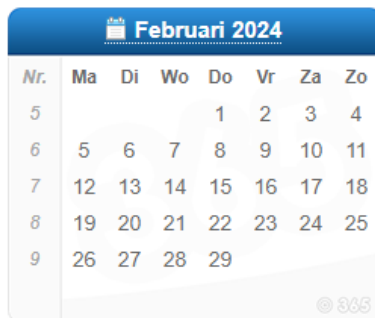 Februari 2024
Nr. Ma Di Wo Do Vr Za Zo
5 1 2 3 4
6 5 6 7 8 9 10 11
7 12 13 14 15 16 17 18
8 19 20 21 22 23 24 25
9 26 27 28 29
365